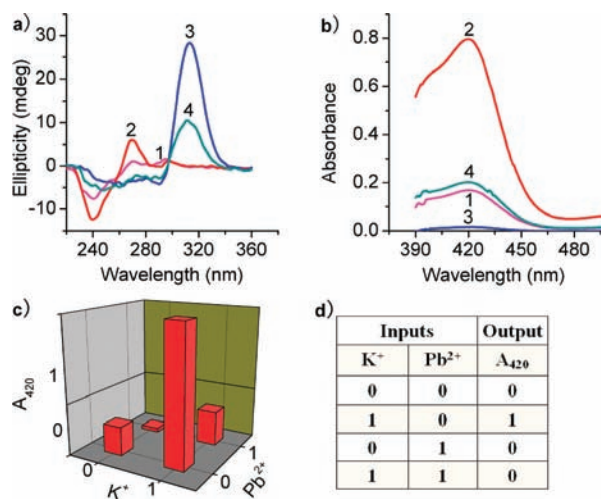 a)
30
20
10
0
-10
Ellipticity (mdeg)
3
4
2
1
240 280 320 360
Wavelength (nm)
b)
0.8
0.6
0.4
0.2
0.0
Absorbance
2
4
1
3
390 420 450 480
Wavelength (nm)
c)
A420
1
0
0
1
K+
0
1
Pb2+
d)
Inputs Output
K+ Pb2+ A420
0 0 0
1 0 1
0 1 0
1 1 0